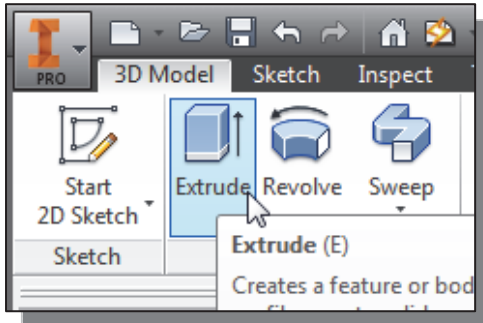 PRO
3D Model Sketch Inspect
Start
2D Sketch
Extrude Revolve Sweep
Sketch
Extrude (E)
Creates a feature or bod